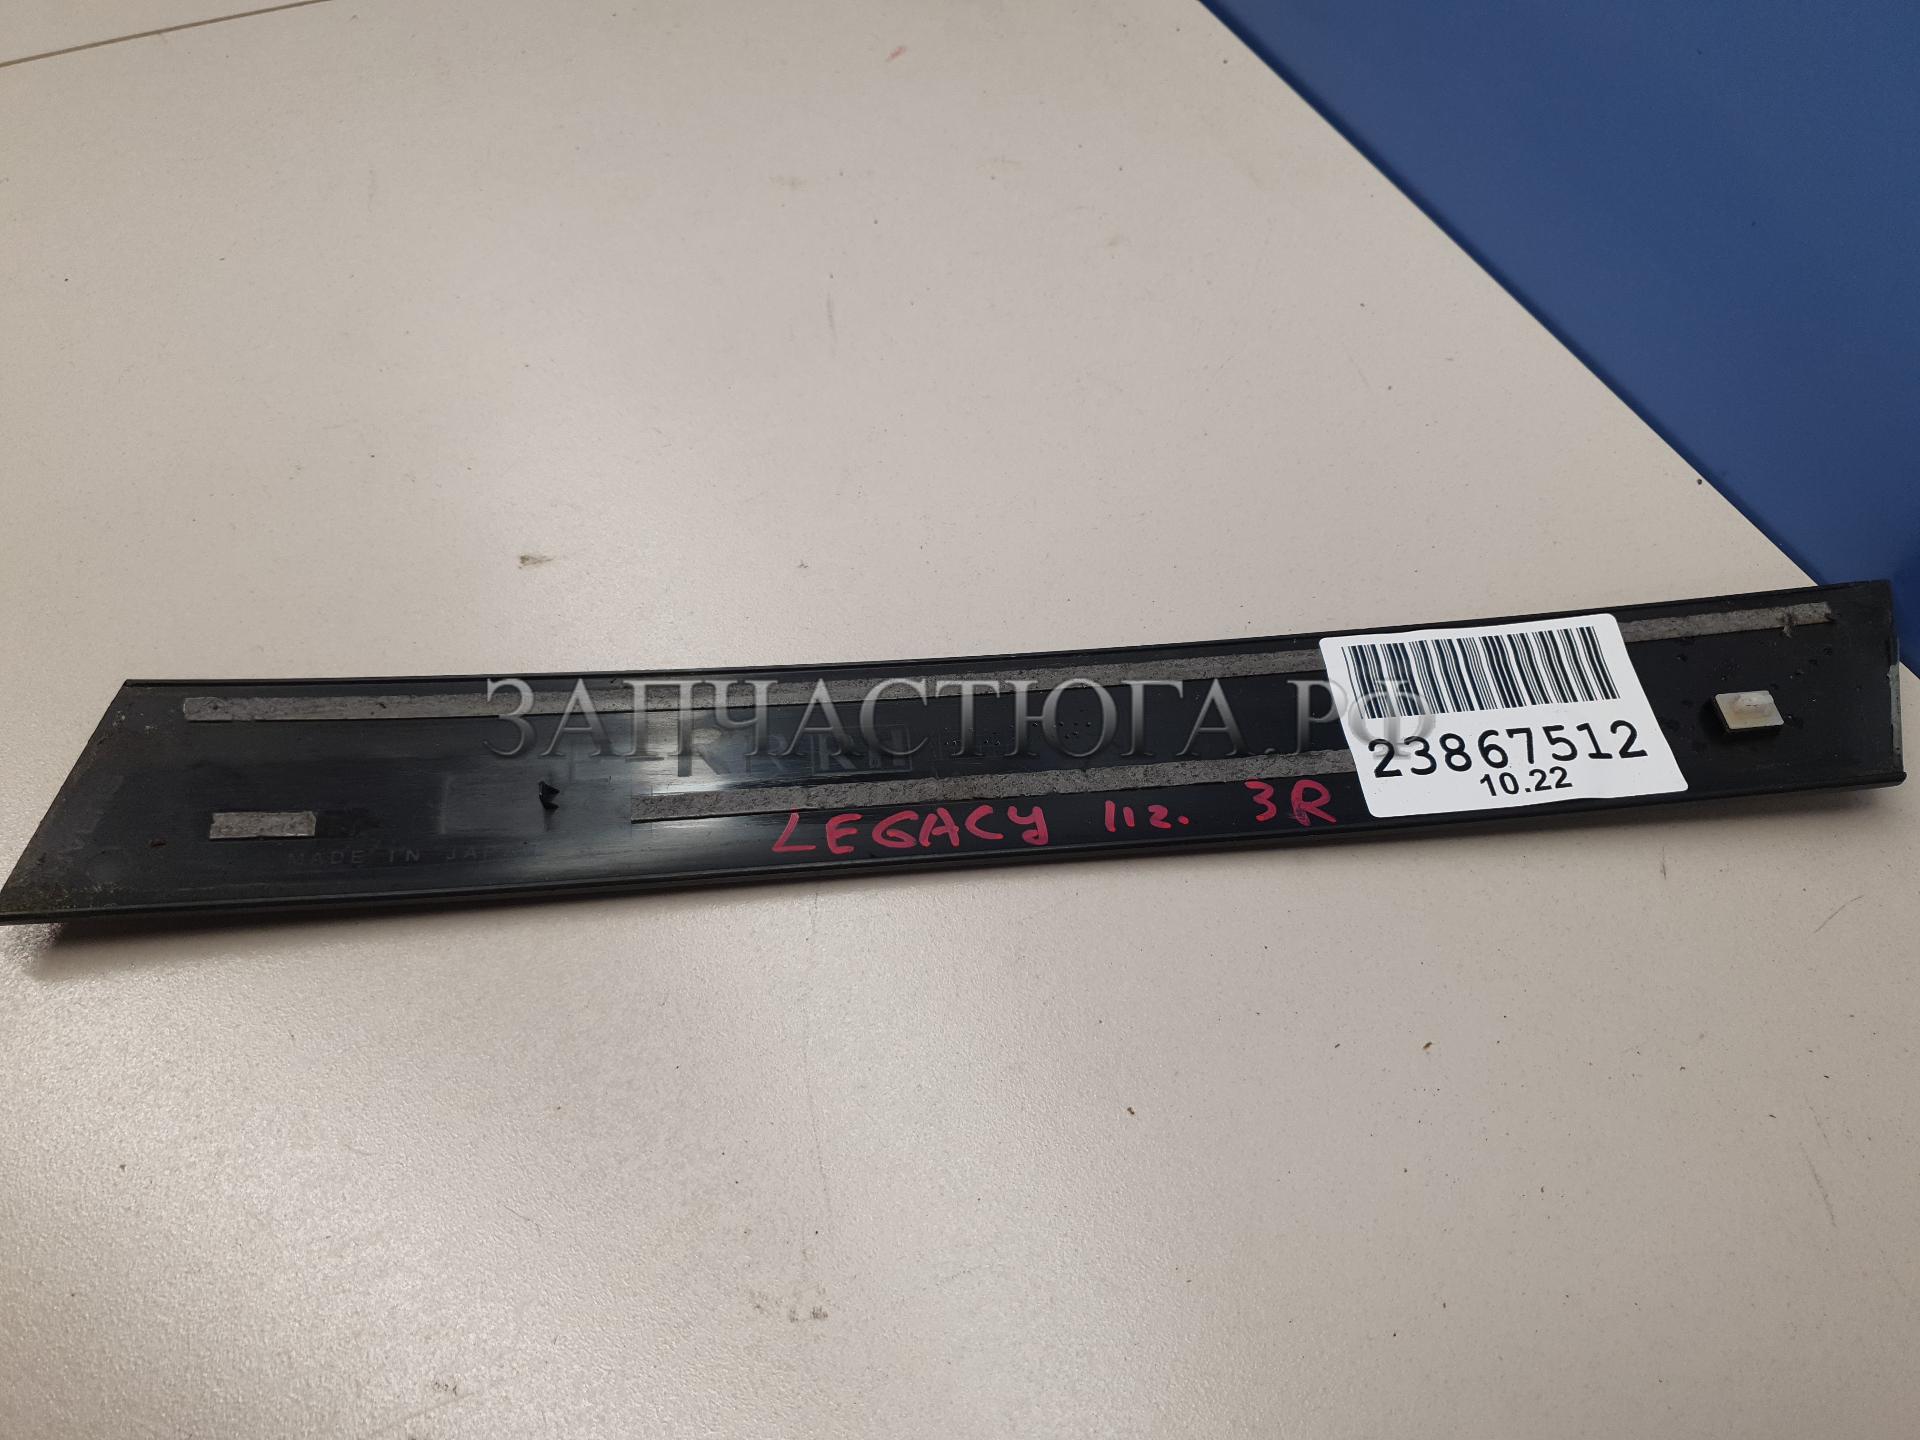 ЗАПЧАСТЮГА.РФ
23867512
10.22
LEGACY 11г. 3R
MADE IN JAPAN